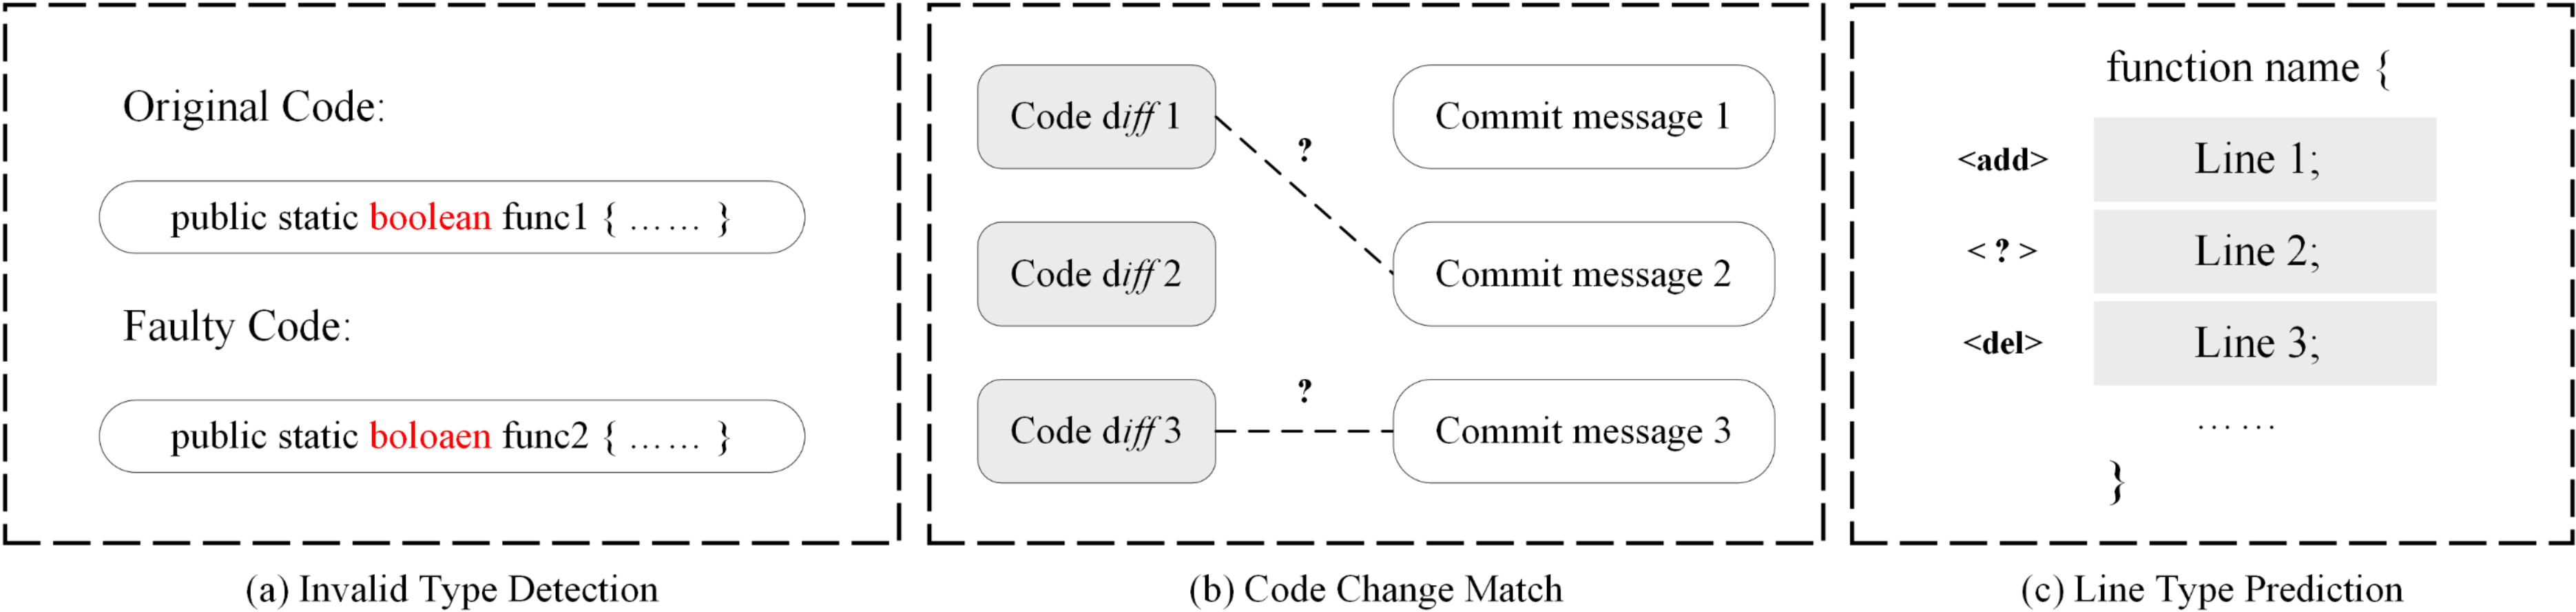 Original Code:
public static boolean func1 { …… }
Faulty Code:
public static boloaen func2 { …… }
(a) Invalid Type Detection
Code diff 1
Commit message 1
?
Code diff 2
Commit message 2
?
Code diff 3
Commit message 3
(b) Code Change Match
function name {
<add> Line 1;
< ? > Line 2;
<del> Line 3;
……
}
(c) Line Type Prediction